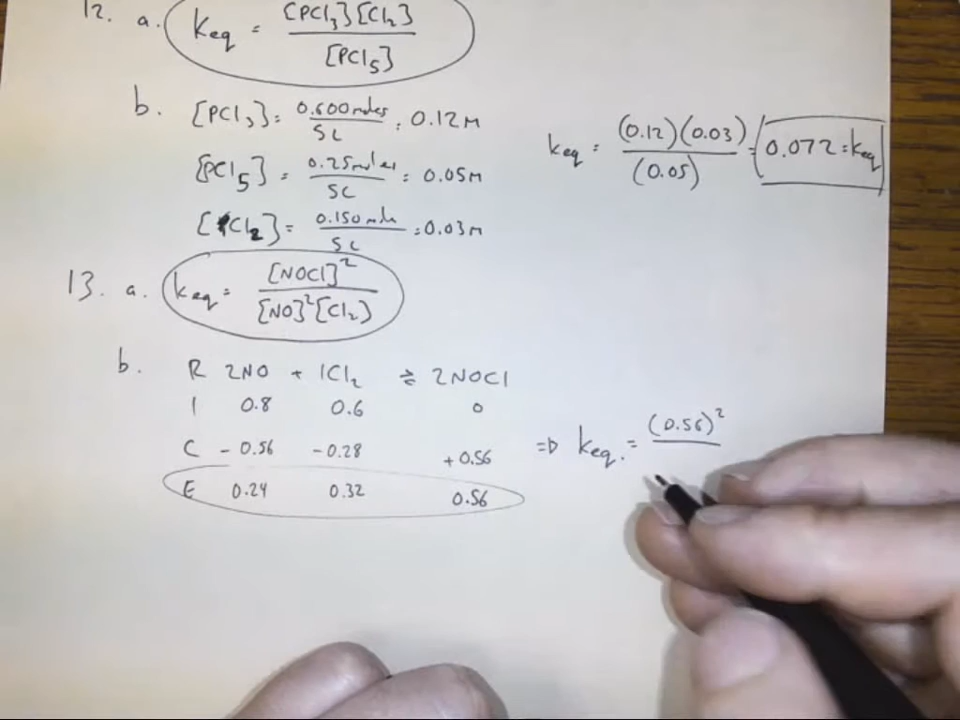 12. a. Keq = [PCl3][Cl2] / [PCl5]
b. [PCl3] = 0.600 moles / 5L = 0.12M
[PCl5] = 0.25 moles / 5L = 0.05M
[Cl2] = 0.150 mole / 5L = 0.03M
Keq = (0.12)(0.03) / (0.05) = 0.072 = Keq
13. a. Keq = [NOCl]² / [NO]²[Cl2]
b. R 2NO + 1Cl2 ⇌ 2NOCl
I 0.8 0.6 0
C -0.56 -0.28 +0.56
E 0.24 0.32 0.56
⇒ Keq. = (0.56)²